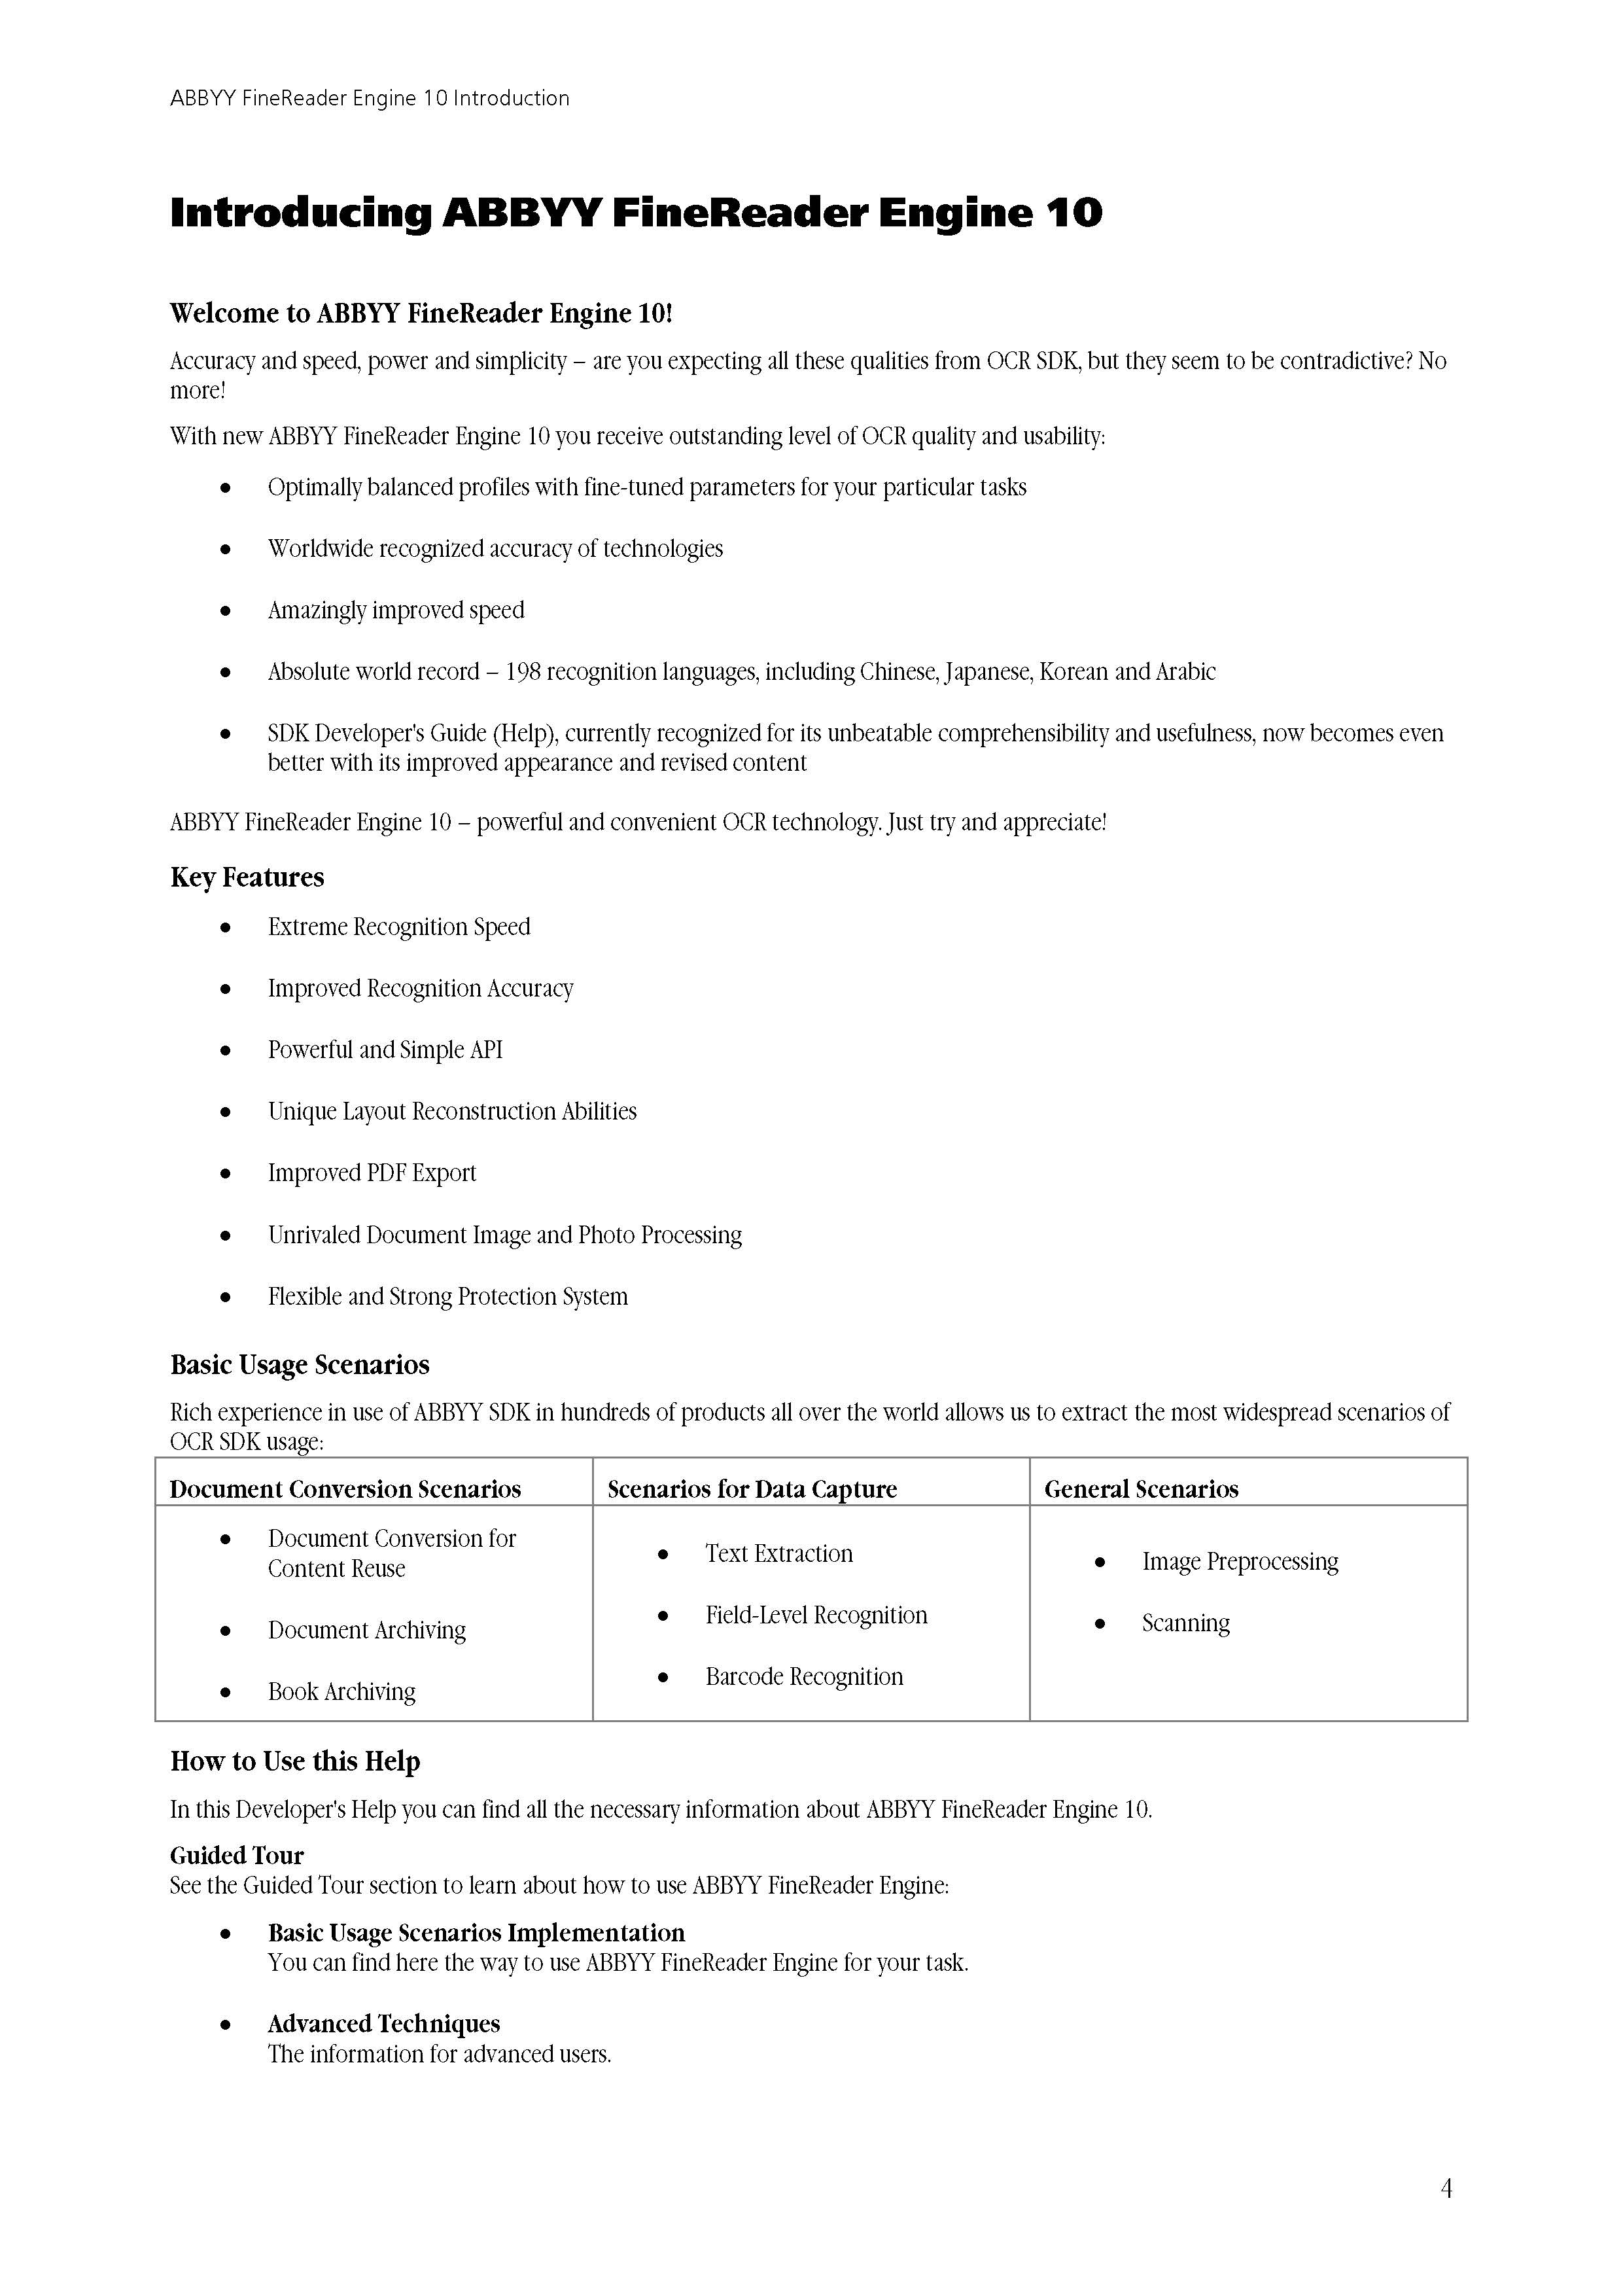 ABBYY FineReader Engine 10 Introduction
Introducing ABBYY FineReader Engine 10
Welcome to ABBYY FineReader Engine 10!
Accuracy and speed, power and simplicity – are you expecting all these qualities from OCR SDK, but they seem to be contradictive? No
more!
With new ABBYY FineReader Engine 10 you receive outstanding level of OCR quality and usability:
• Optimally balanced profiles with fine-tuned parameters for your particular tasks
• Worldwide recognized accuracy of technologies
• Amazingly improved speed
• Absolute world record – 198 recognition languages, including Chinese, Japanese, Korean and Arabic
• SDK Developer's Guide (Help), currently recognized for its unbeatable comprehensibility and usefulness, now becomes even
better with its improved appearance and revised content
ABBYY FineReader Engine 10 – powerful and convenient OCR technology. Just try and appreciate!
Key Features
• Extreme Recognition Speed
• Improved Recognition Accuracy
• Powerful and Simple API
• Unique Layout Reconstruction Abilities
• Improved PDF Export
• Unrivaled Document Image and Photo Processing
• Flexible and Strong Protection System
Basic Usage Scenarios
Rich experience in use of ABBYY SDK in hundreds of products all over the world allows us to extract the most widespread scenarios of
OCR SDK usage:
Document Conversion Scenarios
• Document Conversion for
Content Reuse
• Document Archiving
• Book Archiving
Scenarios for Data Capture
• Text Extraction
• Field-Level Recognition
• Barcode Recognition
General Scenarios
• Image Preprocessing
• Scanning
How to Use this Help
In this Developer's Help you can find all the necessary information about ABBYY FineReader Engine 10.
Guided Tour
See the Guided Tour section to learn about how to use ABBYY FineReader Engine:
• Basic Usage Scenarios Implementation
You can find here the way to use ABBYY FineReader Engine for your task.
• Advanced Techniques
The information for advanced users.
4